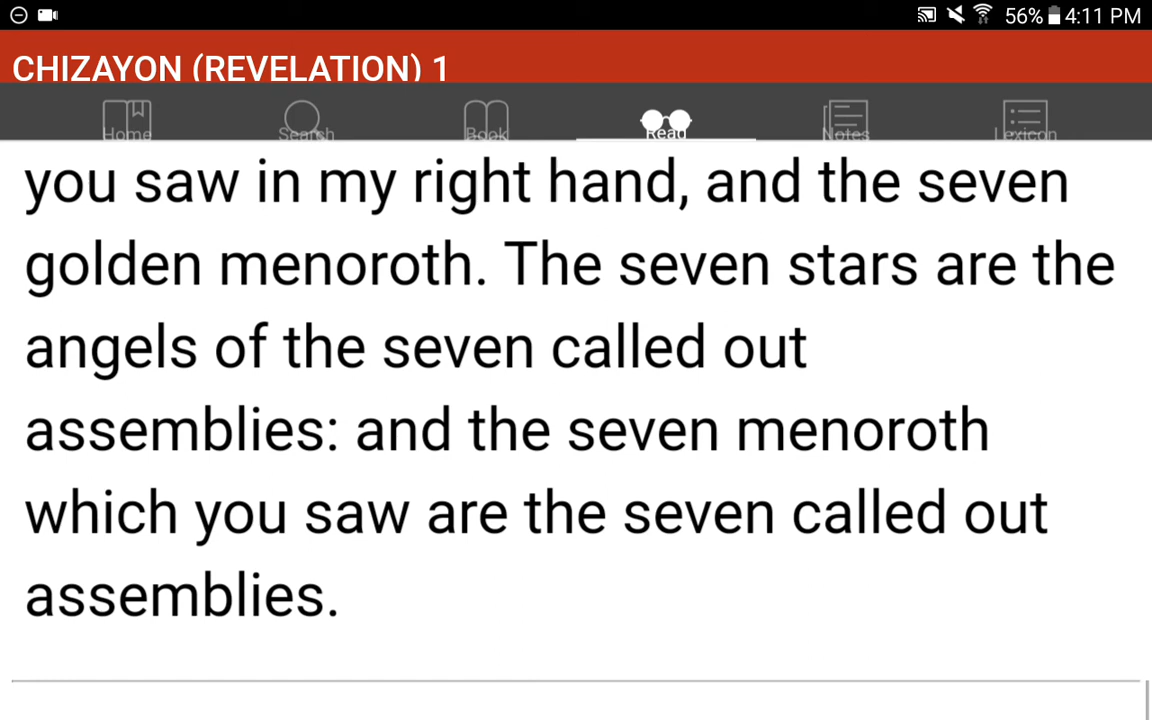 56% 4:11 PM
CHIZAYON (REVELATION) 1
Home Search Book Read Notes Lexicon
you saw in my right hand, and the seven
golden menoroth. The seven stars are the
angels of the seven called out
assemblies: and the seven menoroth
which you saw are the seven called out
assemblies.